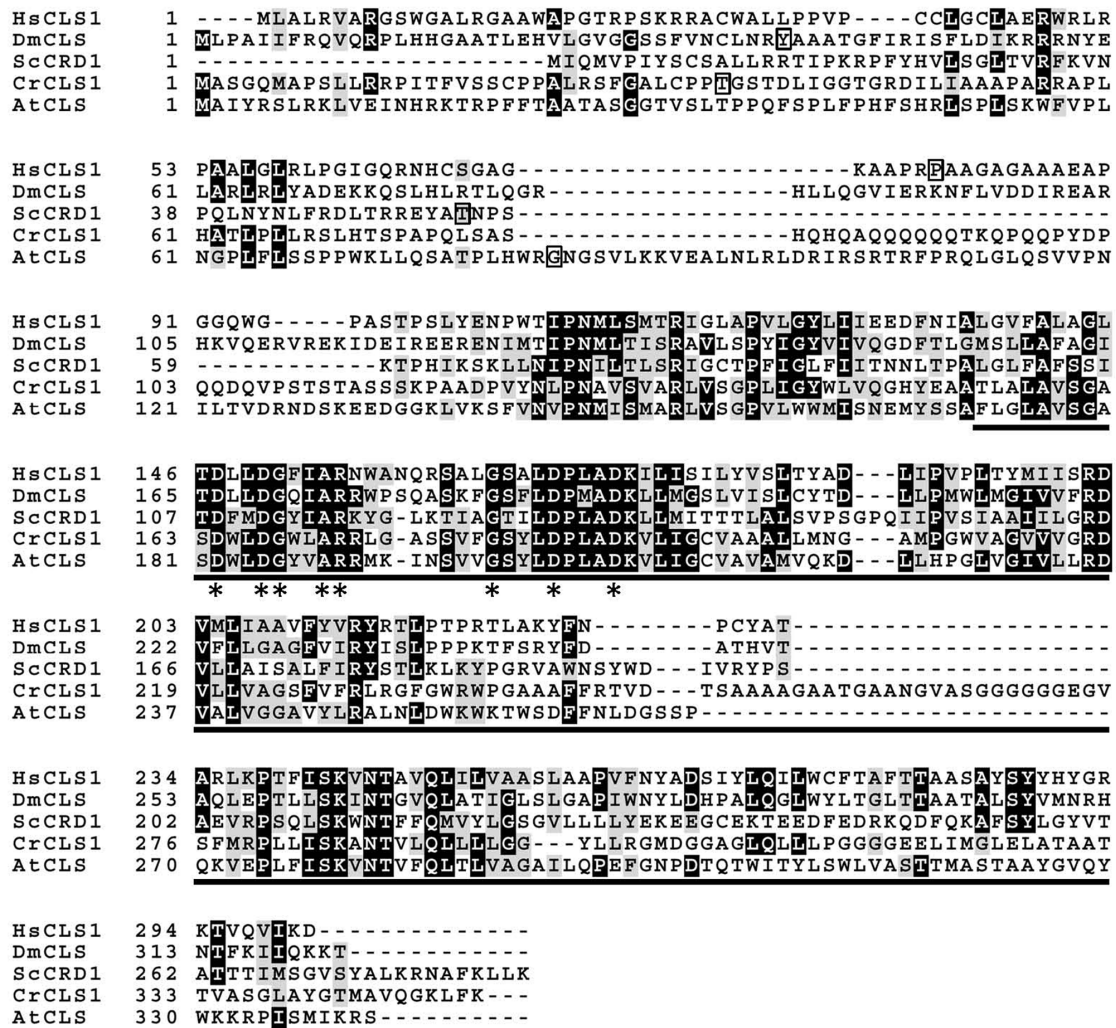 HsCLS1 1 ----MLALRVARGSWGALRGAAWAPGTRPSKRRACWALLPPVP----CCLGCLAERWRLR
DmCLS 1 MLPAIIFRQVQRPLHHGAATLEHVLGVGGSSFVNCLNRYAAATGFIRISFLDIKRRRNYE
ScCRD1 1 -----------------------MIQMVPIYSCSALLRRTIPKRPFYHVLSGLTVRFKVN
CrCLS1 1 MASGQMAPSLLRRPITFVSSCPPALRSFGALCPPTGSTDLIGGTGRDILIAAAPARRAPL
AtCLS 1 MAIYRSLRKLVEINHRKTRPFFTAATASGGTVSLTPPQFSPLFPHFSHRLSPLSKWFVPL
HsCLS1 53 PAALGLRLPGIGQRNHCSGAG----------------------KAAPRPAAGAGAAAEAP
DmCLS 61 LARLRLYADEKKQSLHLRTLQGR----------------HLLQGVIERKNFLVDDIREAR
ScCRD1 38 PQLNYNLFRDLTRREYATNPS---------------------------------------
CrCLS1 61 HATLPLLRSLHTSPAPQLSAS------------------HQHQAQQQQQQTKQPQQPYDP
AtCLS 61 NGPLFLSSPPWKLLQSATPLHWRGNGSVLKKVEALNLRLDRIRSRTRFPRQLGLQSVVPN
HsCLS1 91 GGQWG-----PASTPSLYENPWTIPNMLSMTRIGLAPVLGYLIIEEDFNIALGVFALAGL
DmCLS 105 HKVQERVREKIDEIREERENIMTIPNMLTISRAVLSPYIGYVIVQGDFTLGMSLLAFAGI
ScCRD1 59 ------------KTPHIKSKLLNIPNILTLSRIGCTPFIGLFIITNNLTPALGLFAFSSI
CrCLS1 103 QQDQVPSTSTASSSKPAADPVYNLPNAVSVARLVSGPLIGYWLVQGHYEAATLALAVSGA
AtCLS 121 ILTVDRNDSKEEDGGKLVKSFVNVPNMISMARLVSGPVLWWMISNEMYSSAFLGLAVSGA
HsCLS1 146 TDLLDGFIARNWANQRSALGSALDPLADKILISILYVSLTYAD---LIPVPLTYMIISRD
DmCLS 165 TDLLDGQIARRWPSQASKFGSFLDPMADKLLMGSLVISLCYTD---LLPMWLMGIVVFRD
ScCRD1 107 TDFMDGYIARKYG-LKTIAGTILDPLADKLLMITTTLALSVPSGPQIIPVSIAAIILGRD
CrCLS1 163 SDWLDGWLARRLG-ASSVFGSYLDPLADKVLIGCVAAALLMNG---AMPGWVAGVVVGRD
AtCLS 181 SDWLDGYVARRMK-INSVVGSYLDPLADKVLIGCVAVAMVQKD---LLHPGLVGIVLLRD
* * * * * * * *
HsCLS1 203 VMLIAAVFYVRYRTLPTPRTLAKYFN--------PCYAT---------------------
DmCLS 222 VFLLGAGFVIRYISLPPPKTFSRYFD--------ATHVT---------------------
ScCRD1 166 VLLAISALFIRYSTLKLKYPGRVAWNSYWD---IVRYPS---------------------
CrCLS1 219 VLLVAGSFVFRLRGFGWRWPGAAAFFRTVD---TSAAAAGAATGAANGVASGGGGGGEGV
AtCLS 237 VALVGGAVYLRALNLDWKWKTWSDFFNLDGSSP---------------------------
HsCLS1 234 ARLKPTFISKVNTAVQLILVAASLAAPVFNYADSIYLQILWCFTAFTTAASAYSYYHYGR
DmCLS 253 AQLEPTLLSKINTGVQLATIGLSLGAPIWNYLDHPALQGLWYLTGLTTAATALSYVMNRH
ScCRD1 202 AEVRPSQLSKWNTFFQMVYLGSGVLLLLYEKEEGCEKTEEDFEDRKQDFQKAFSYLGYVT
CrCLS1 276 SFMRPLLISKANTVLQLLLLGG---YLLRGMDGGAGLQLLLPGGGGEELIMGLELATAAT
AtCLS 270 QKVEPLFISKVNTVFQLTLVAGAILQPEFGNPDTQTWITYLSWLVASTTMASTAAYGVQY
HsCLS1 294 KTVQVIKD--------------
DmCLS 313 NTFKIIQKKT------------
ScCRD1 262 ATTTIMSGVSYALKRNAFKLLK
CrCLS1 333 TVASGLAYGTMAVQGKLFK---
AtCLS 330 WKKRPISMIKRS----------